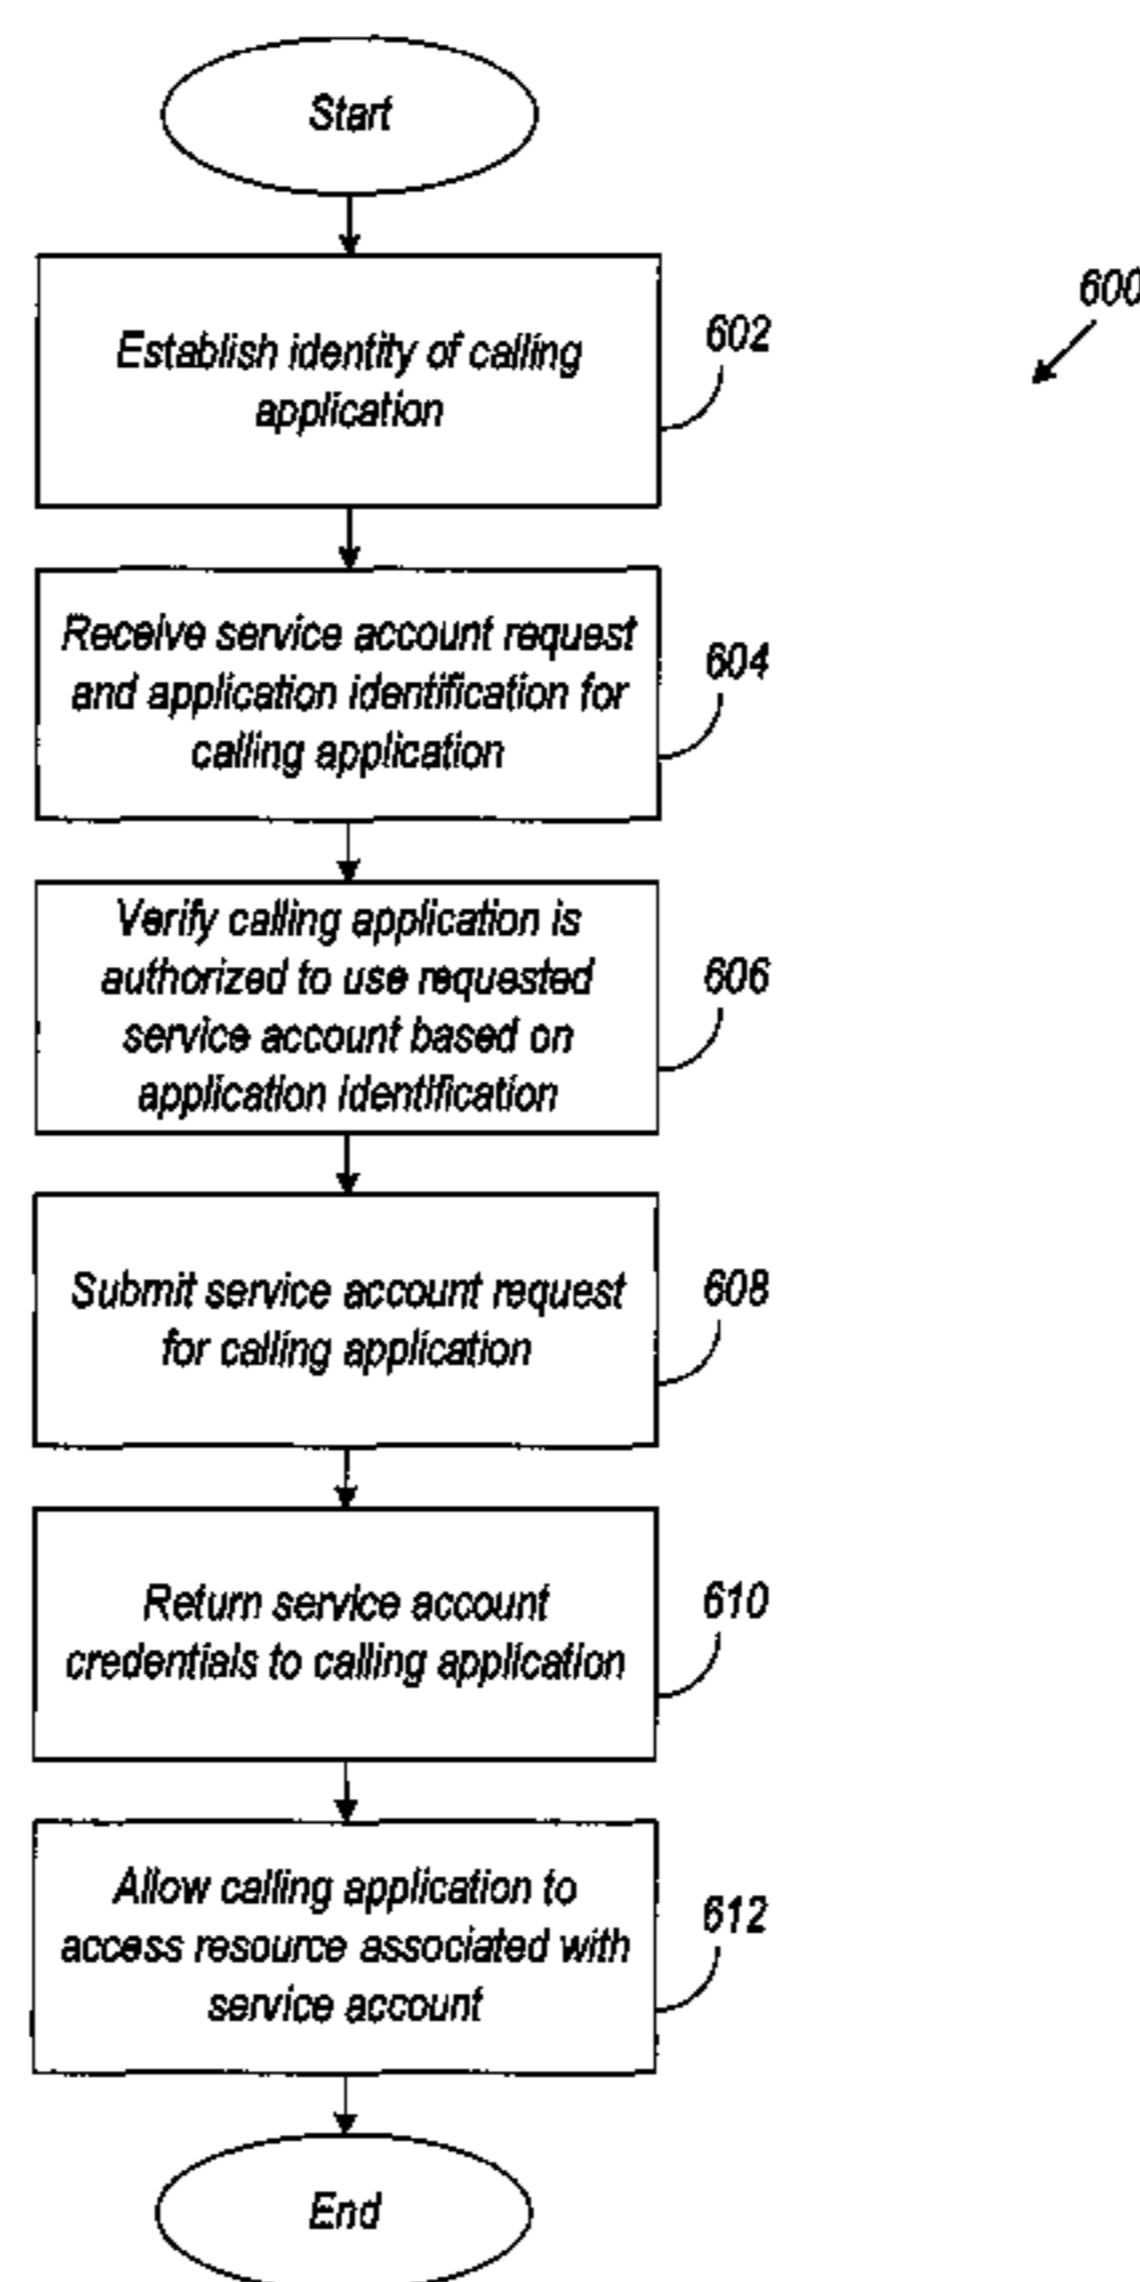 Start
600
Establish identity of calling
application
602
Receive service account request
and application identification for
calling application
604
Verify calling application is
authorized to use requested
service account based on
application identification
606
Submit service account request
for calling application
608
Return service account
credentials to calling application
610
Allow calling application to
access resource associated with
service account
612
End